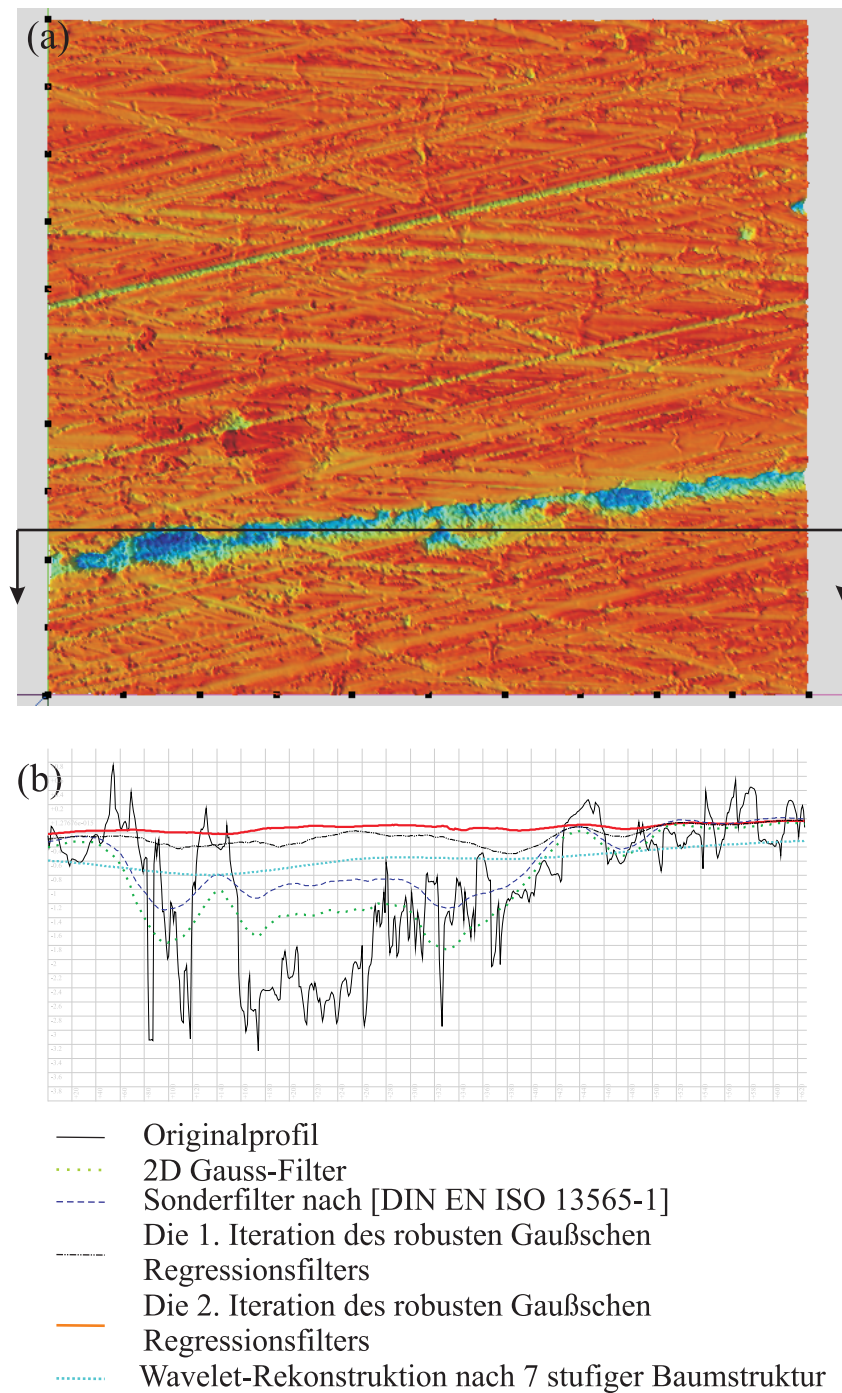 (a)
(b)
Originalprofil
2D Gauss-Filter
Sonderfilter nach [DIN EN ISO 13565-1]
Die 1. Iteration des robusten Gaußschen
Regressionsfilters
Die 2. Iteration des robusten Gaußschen
Regressionsfilters
Wavelet-Rekonstruktion nach 7 stufiger Baumstruktur